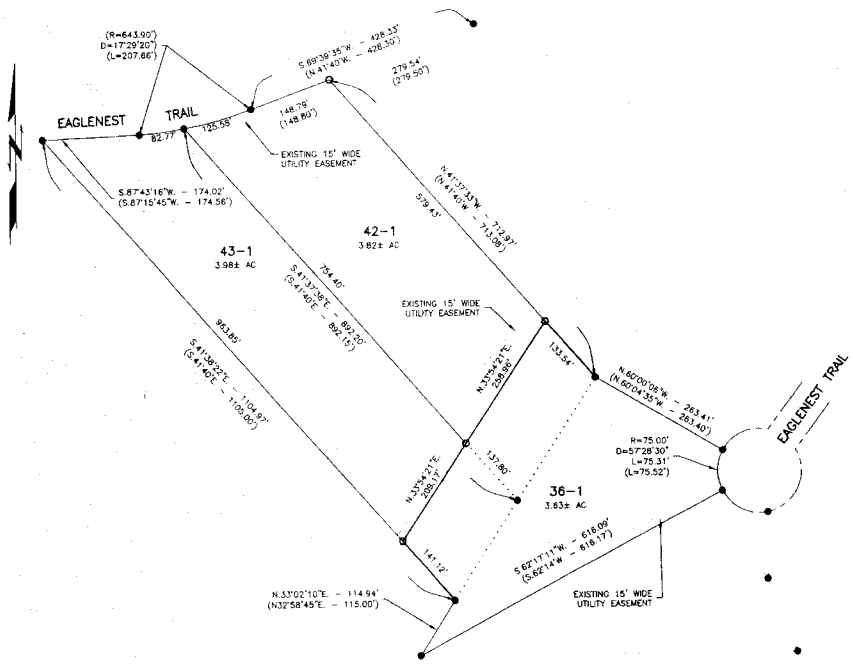 (R=643.90')
D=17°29'20"
(L=207.66')
S.69°39'35"W. - 428.33'
(N.41°40'W - 428.30')
279.54'
(279.50')
EAGLENEST TRAIL
82.77'
125.58'
148.79'
(148.80')
EXISTING 15' WIDE
UTILITY EASEMENT
S.87°43'16"W. - 174.02'
(S.87°15'45"W. - 174.56')
N.41°37'33"W - 712.97'
(N.41°40'W - 713.08')
579.43'
43-1
3.98± AC
42-1
3.82± AC
754.40'
S.41°37'38"E. - 892.20'
(S.41°40'E - 892.15')
963.85'
S.41°38'22"E - 1104.97'
(S.41°40'E - 1105.00')
EXISTING 15' WIDE
UTILITY EASEMENT
133.54'
N.33°54'21"E.
258.96'
N.60°00'06"W. - 263.41'
(N.60°04'35"W. - 263.40')
EAGLENEST TRAIL
R=75.00'
D=57°28'30"
L=75.31'
(L=75.52')
137.80'
N.33°54'21"E.
209.17'
36-1
3.63± AC
141.12'
S.62°17'11"W. - 616.09'
(S.62°14'W - 616.17')
N.33°02'10"E. - 114.94'
(N32°58'45"E. - 115.00')
EXISTING 15' WIDE
UTILITY EASEMENT